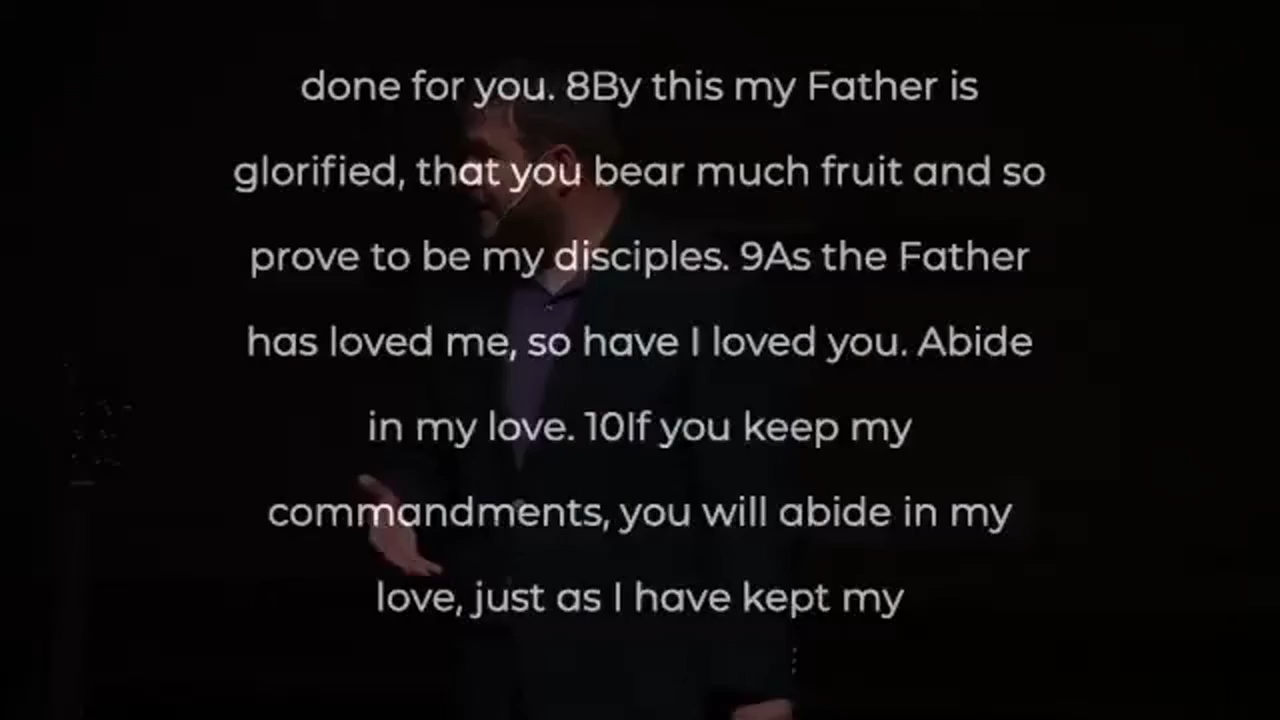 done for you. 8By this my Father is
glorified, that you bear much fruit and so
prove to be my disciples. 9As the Father
has loved me, so have I loved you. Abide
in my love. 10If you keep my
commandments, you will abide in my
love, just as I have kept my